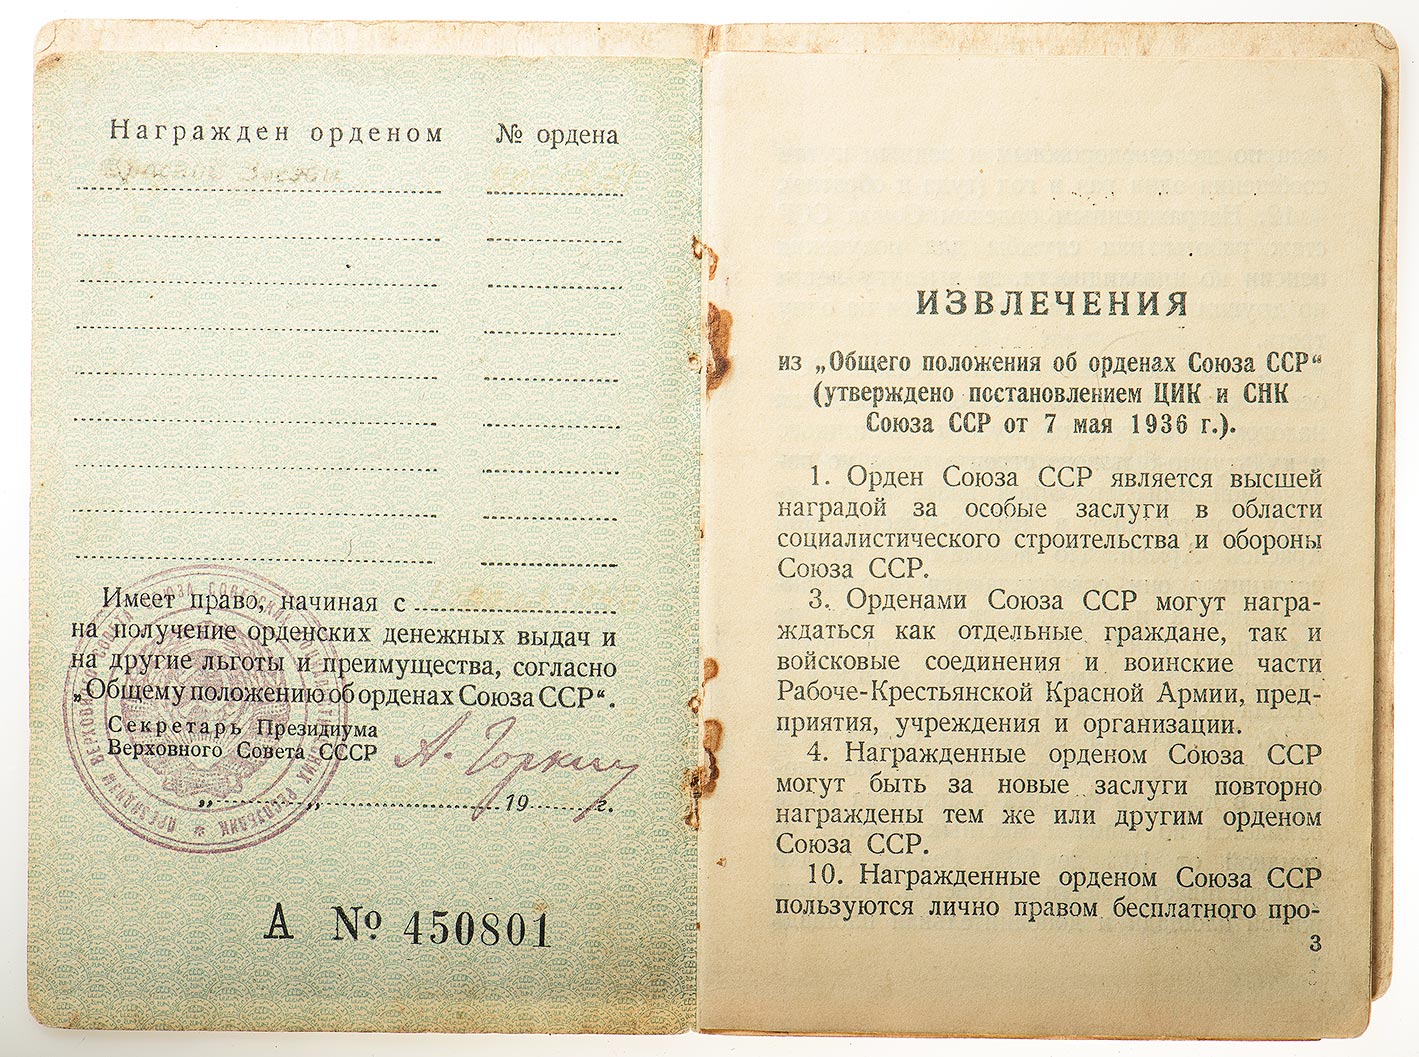 Награжден орденом № ордена
Имеет право, начиная с
на получение орденских денежных выдач и
на другие льготы и преимущества, согласно
„Общему положению об орденах Союза ССР“.
Секретарь Президиума
Верховного Совета СССР А. Горкин
„ “ 19 г.
А № 450801
ИЗВЛЕЧЕНИЯ
из „Общего положения об орденах Союза ССР“
(утверждено постановлением ЦИК и СНК
Союза ССР от 7 мая 1936 г.).
1. Орден Союза ССР является высшей
наградой за особые заслуги в области
социалистического строительства и обороны
Союза ССР.
3. Орденами Союза ССР могут награ-
ждаться как отдельные граждане, так и
войсковые соединения и воинские части
Рабоче-Крестьянской Красной Армии, пред-
приятия, учреждения и организации.
4. Награжденные орденом Союза ССР
могут быть за новые заслуги повторно
награждены тем же или другим орденом
Союза ССР.
10. Награжденные орденом Союза ССР
пользуются лично правом бесплатного про-
3